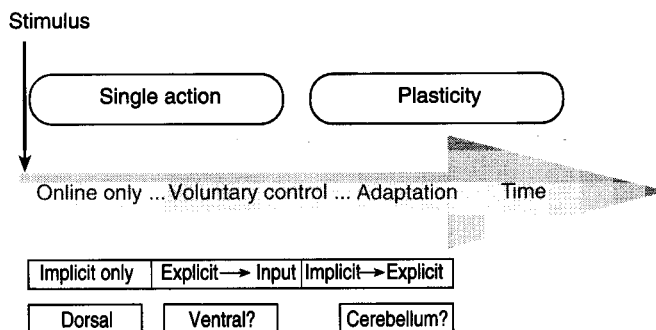 Stimulus
Single action Plasticity
Online only ... Voluntary control ... Adaptation Time
Implicit only Explicit→Input Implicit→Explicit
Dorsal Ventral? Cerebellum?